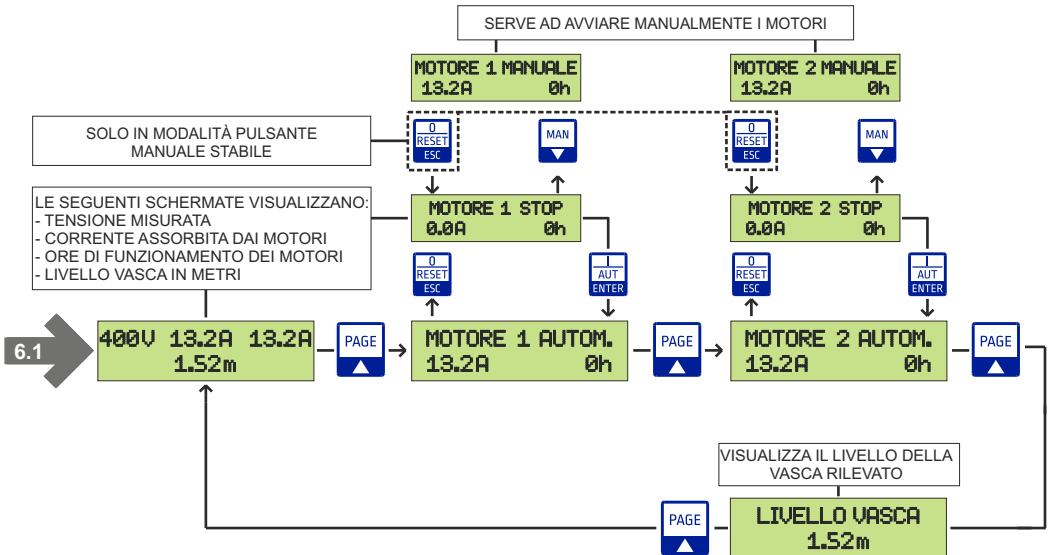 SERVE AD AVVIARE MANUALMENTE I MOTORI
MOTORE 1 MANUALE
13.2A 0h
MOTORE 2 MANUALE
13.2A 0h
SOLO IN MODALITÀ PULSANTE
MANUALE STABILE
0
RESET
ESC
MAN
0
RESET
ESC
MAN
LE SEGUENTI SCHERMATE VISUALIZZANO:
- TENSIONE MISURATA
- CORRENTE ASSORBITA DAI MOTORI
- ORE DI FUNZIONAMENTO DEI MOTORI
- LIVELLO VASCA IN METRI
MOTORE 1 STOP
0.0A 0h
MOTORE 2 STOP
0.0A 0h
0
RESET
ESC
I
AUT
ENTER
0
RESET
ESC
I
AUT
ENTER
6.1
400V 13.2A 13.2A
1.52m
PAGE
MOTORE 1 AUTOM.
13.2A 0h
PAGE
MOTORE 2 AUTOM.
13.2A 0h
PAGE
VISUALIZZA IL LIVELLO DELLA
VASCA RILEVATO
PAGE
LIVELLO VASCA
1.52m